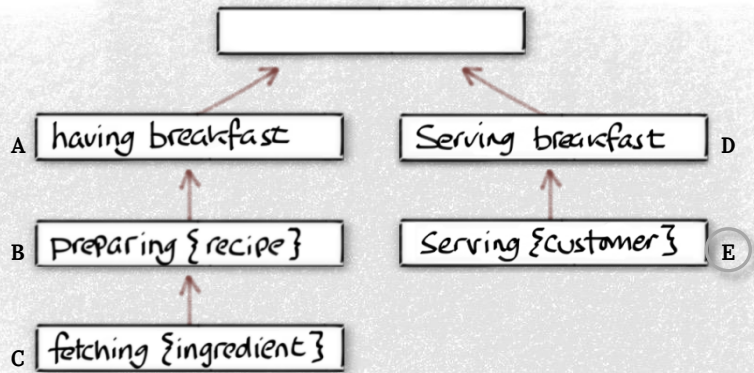 A having breakfast
Serving breakfast D
B preparing {recipe}
Serving {customer} E
C fetching {ingredient}